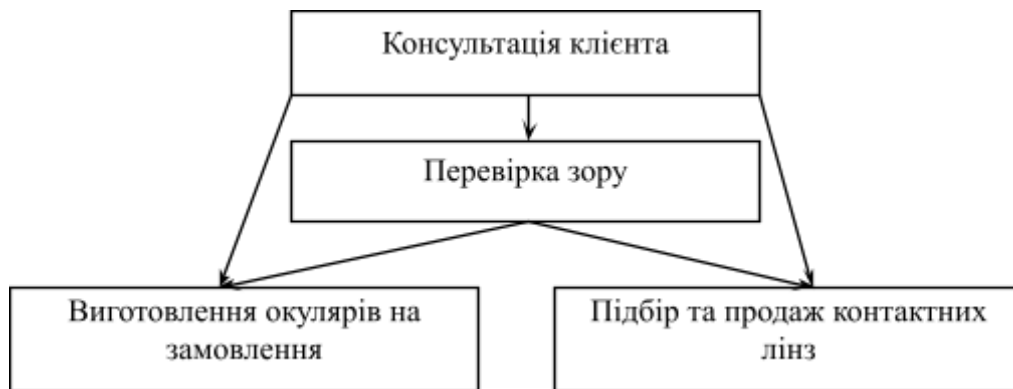 Консультація клієнта
Перевірка зору
Виготовлення окулярів на
замовлення
Підбір та продаж контактних
лінз